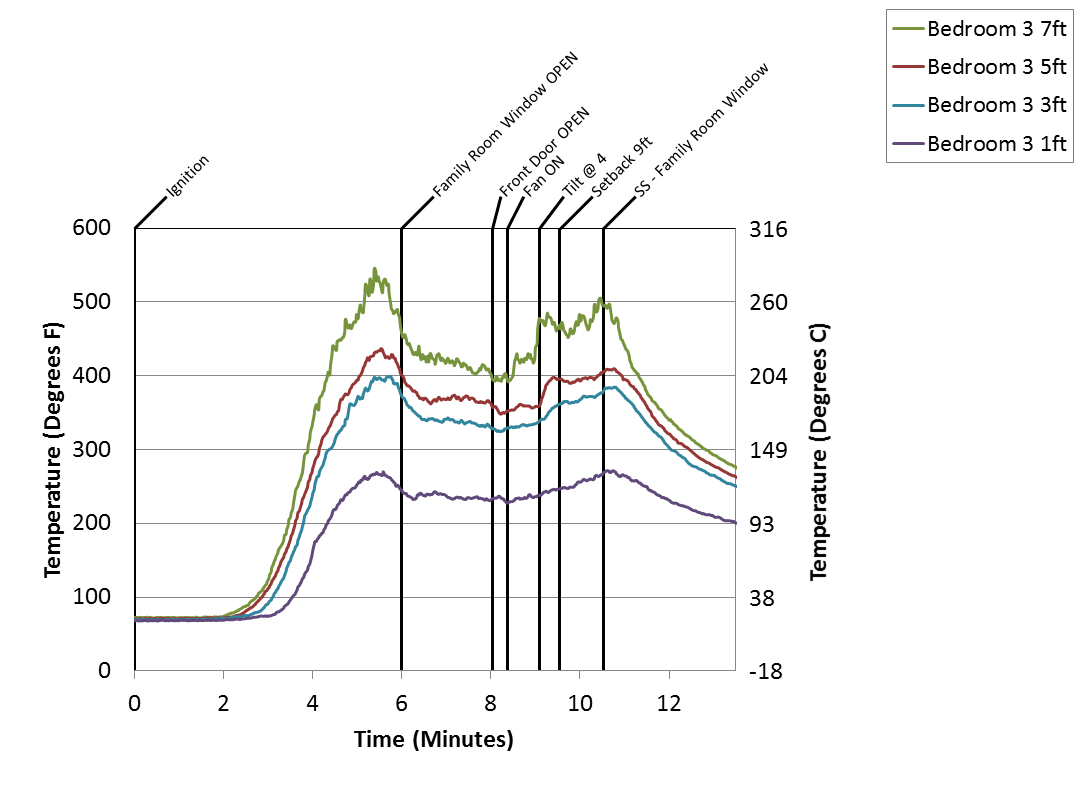 Bedroom 3 7ft
Bedroom 3 5ft
Bedroom 3 3ft
Bedroom 3 1ft
Ignition
Family Room Window OPEN
Front Door OPEN
Fan ON
Tilt @ 4
Setback 9ft
SS - Family Room Window
600
500
400
300
200
100
0
Temperature (Degrees F)
316
260
204
149
93
38
-18
Temperature (Degrees C)
0 2 4 6 8 10 12
Time (Minutes)